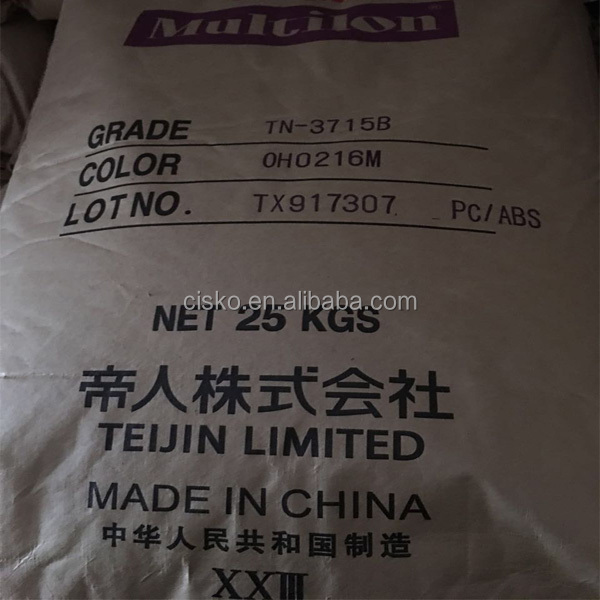 Multilon
GRADE TN-3715B
COLOR 0H0216M
LOT NO. TX917307 PC/ABS
cisko.en.alibaba.com
NET 25 KGS
帝人株式会社
TEIJIN LIMITED
MADE IN CHINA
中华人民共和国制造
XXIII